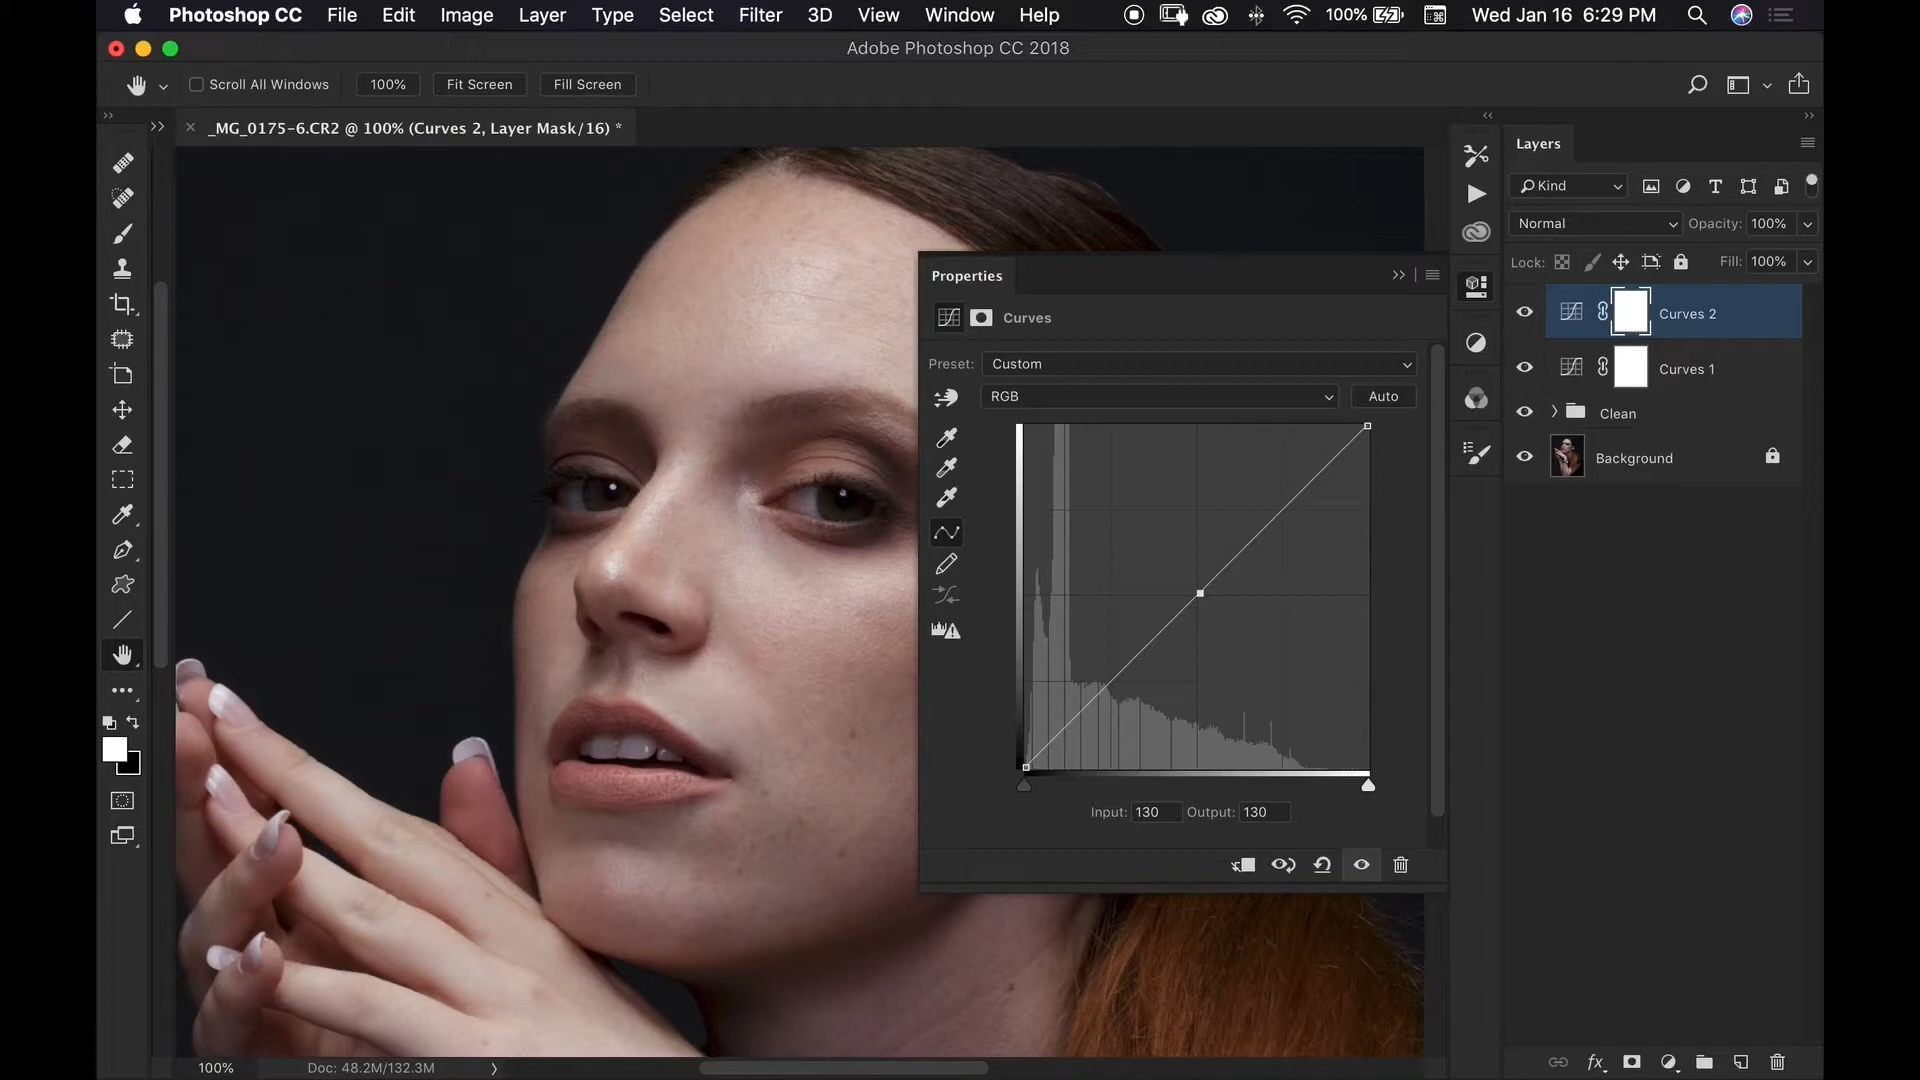 Photoshop CC File Edit Image Layer Type Select Filter 3D View Window Help 100% Wed Jan 16 6:29 PM
Adobe Photoshop CC 2018
Scroll All Windows 100% Fit Screen Fill Screen
_MG_0175-6.CR2 @ 100% (Curves 2, Layer Mask/16) *
Layers
Kind
Normal Opacity: 100%
Lock: Fill: 100%
Curves 2
Curves 1
Clean
Background
Properties
Curves
Preset: Custom
RGB Auto
Input: 130 Output: 130
100% Doc: 48.2M/132.3M
fx